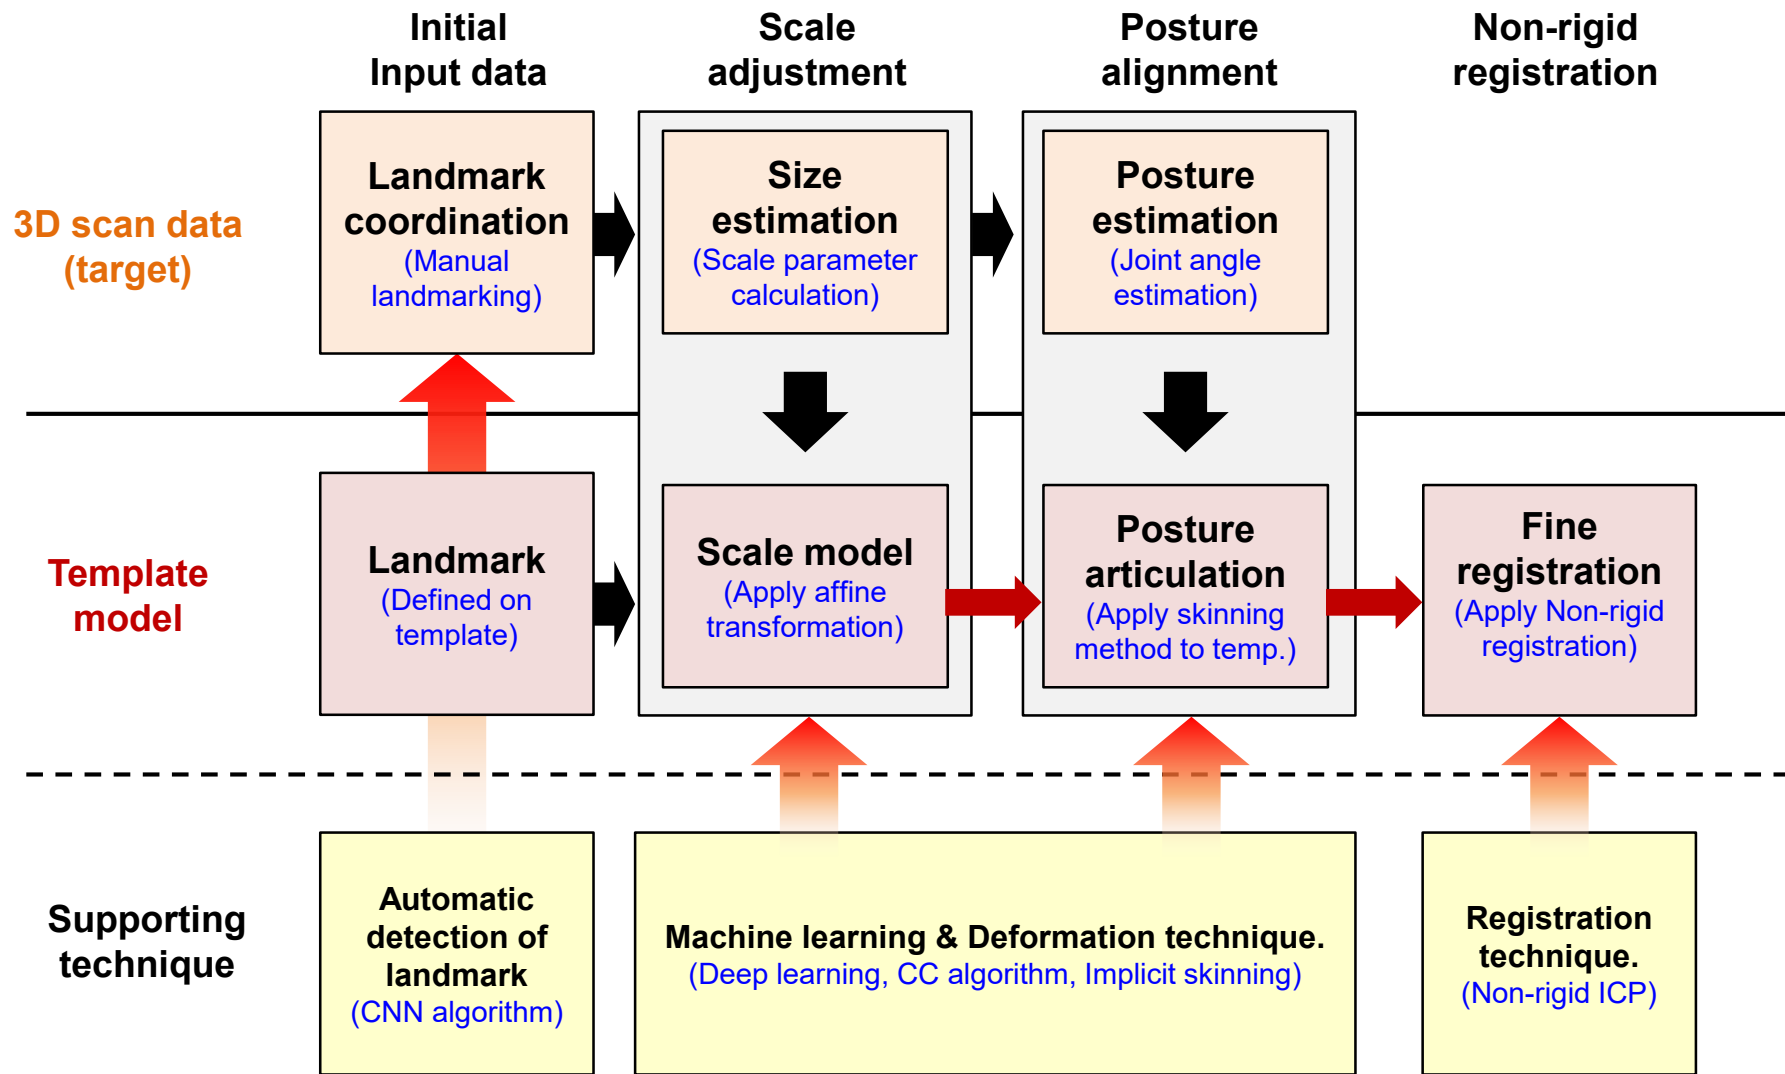 Initial
Input data
Scale
adjustment
Posture
alignment
Non-rigid
registration
3D scan data
(target)
Landmark
coordination
(Manual
landmarking)
Size
estimation
(Scale parameter
calculation)
Posture
estimation
(Joint angle
estimation)
Template
model
Landmark
(Defined on
template)
Scale model
(Apply affine
transformation)
Posture
articulation
(Apply skinning
method to temp.)
Fine
registration
(Apply Non-rigid
registration)
Supporting
technique
Automatic
detection of
landmark
(CNN algorithm)
Machine learning & Deformation technique.
(Deep learning, CC algorithm, Implicit skinning)
Registration
technique.
(Non-rigid ICP)